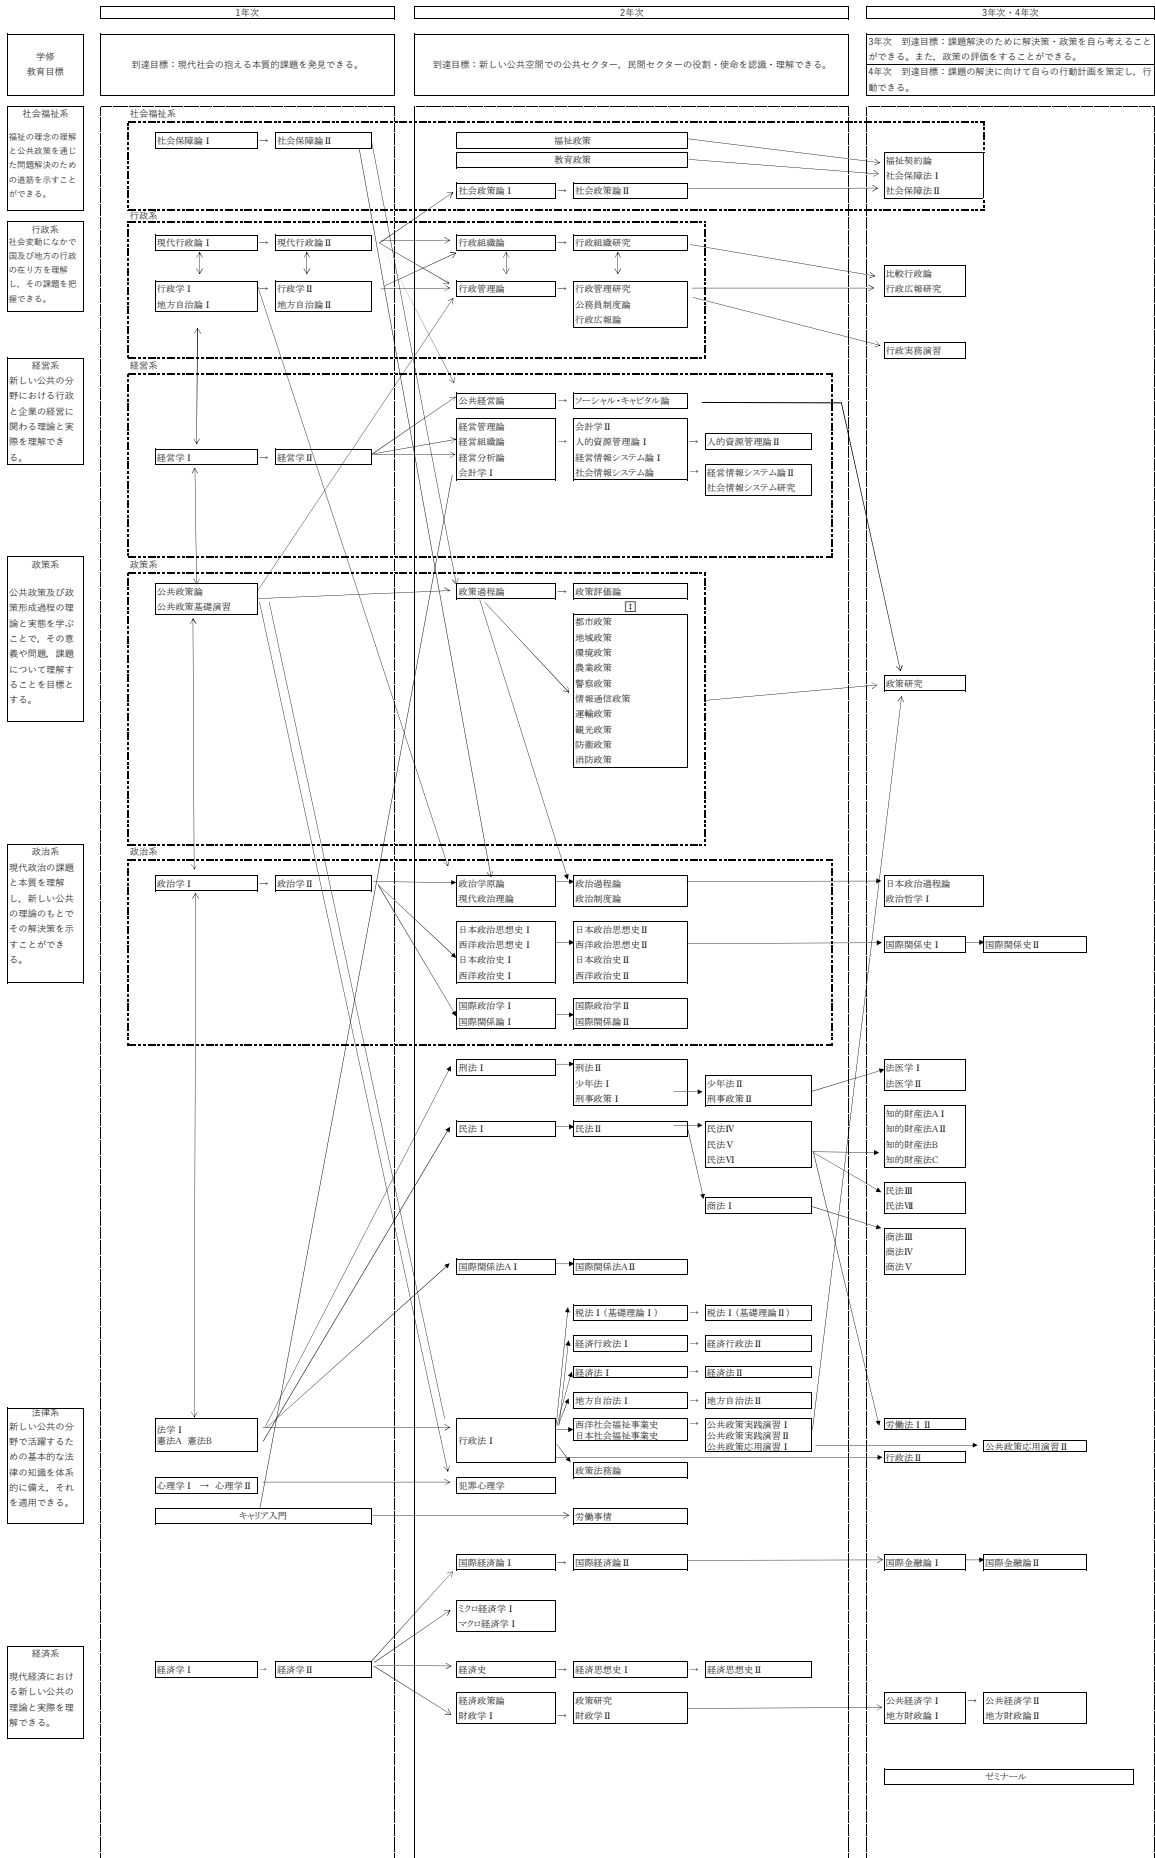 1年次
2年次
3年次・4年次
学修
教育目標
到達目標：現代社会の抱える本質的課題を発見できる。
到達目標：新しい公共空間での公共セクター，民間セクターの役割・使命を認識・理解できる。
3年次　到達目標：課題解決のために解決策・政策を自ら考えること
ができる。また，政策の評価をすることができる。
4年次　到達目標：課題の解決に向けて自らの行動計画を策定し，行
動できる。
社会福祉系
福祉の理念の理解
と公共政策を通じ
た問題解決のため
の道筋を示すこと
ができる。
社会福祉系
社会保障論Ⅰ
→
社会保障論Ⅱ
福祉政策
教育政策
社会政策論Ⅰ
→
社会政策論Ⅱ
福祉契約論
社会保障法Ⅰ
社会保障法Ⅱ
行政系
社会変動になかで
国及び地方の行政
の在り方を理解
し，その課題を把
握できる。
行政系
現代行政論Ⅰ
→
現代行政論Ⅱ
行政組織論
→
行政組織研究
行政学Ⅰ
地方自治論Ⅰ
→
行政学Ⅱ
地方自治論Ⅱ
行政管理論
→
行政管理研究
公務員制度論
行政広報論
比較行政論
行政広報研究
行政実務演習
経営系
新しい公共の分
野における行政
と企業の経営に
関わる理論と実
際を理解でき
る。
経営系
公共経営論
→
ソーシャル・キャピタル論
経営管理論
経営組織論
経営分析論
会計学Ⅰ
→
会計学Ⅱ
人的資源管理論Ⅰ
経営情報システム論Ⅰ
社会情報システム論
→
人的資源管理論Ⅱ
→
経営情報システム論Ⅱ
社会情報システム研究
経営学Ⅰ
→
経営学Ⅱ
政策系
公共政策及び政
策形成過程の理
論と実態を学ぶ
ことで，その意
義や問題，課題
について理解す
ることを目標と
する。
政策系
公共政策論
公共政策基礎演習
政策過程論
→
政策評価論
都市政策
地域政策
環境政策
農業政策
警察政策
情報通信政策
運輸政策
観光政策
防衛政策
消防政策
政策研究
政治系
現代政治の課題
と本質を理解
し，新しい公共
の理論のもとで
その解決策を示
すことができ
る。
政治系
政治学Ⅰ
→
政治学Ⅱ
政治学原論
現代政治理論
政治過程論
政治制度論
日本政治過程論
政治哲学Ⅰ
日本政治思想史Ⅰ
西洋政治思想史Ⅰ
日本政治史Ⅰ
西洋政治史Ⅰ
日本政治思想史Ⅱ
西洋政治思想史Ⅱ
日本政治史Ⅱ
西洋政治史Ⅱ
国際関係史Ⅰ
国際関係史Ⅱ
国際政治学Ⅰ
国際関係論Ⅰ
国際政治学Ⅱ
国際関係論Ⅱ
刑法Ⅰ
刑法Ⅱ
少年法Ⅰ
刑事政策Ⅰ
少年法Ⅱ
刑事政策Ⅱ
法医学Ⅰ
法医学Ⅱ
民法Ⅰ
民法Ⅱ
民法Ⅳ
民法Ⅴ
民法Ⅵ
知的財産法AⅠ
知的財産法AⅡ
知的財産法B
知的財産法C
民法Ⅲ
民法Ⅶ
商法Ⅰ
商法Ⅲ
商法Ⅳ
商法Ⅴ
国際関係法AⅠ
国際関係法AⅡ
税法Ⅰ（基礎理論Ⅰ）
→
税法Ⅰ（基礎理論Ⅱ）
経済行政法Ⅰ
→
経済行政法Ⅱ
経済法Ⅰ
→
経済法Ⅱ
地方自治法Ⅰ
→
地方自治法Ⅱ
法律系
新しい公共の分
野で活躍するた
めの基本的な法
律の知識を体系
的に備え，それ
を適用できる。
法学Ⅰ
憲法A　憲法B
行政法Ⅰ
西洋社会福祉事業史
日本社会福祉事業史
→
公共政策実践演習Ⅰ
公共政策実践演習Ⅱ
公共政策応用演習Ⅰ
労働法Ⅰ Ⅱ
公共政策応用演習Ⅱ
行政法Ⅱ
政策法務論
心理学Ⅰ　→　心理学Ⅱ
犯罪心理学
キャリア入門
労働事情
国際経済論Ⅰ
→
国際経済論Ⅱ
国際金融論Ⅰ
国際金融論Ⅱ
ミクロ経済学Ⅰ
マクロ経済学Ⅰ
経済系
現代経済におけ
る新しい公共の
理論と実際を理
解できる。
経済学Ⅰ
→
経済学Ⅱ
経済史
→
経済思想史Ⅰ
→
経済思想史Ⅱ
経済政策論
財政学Ⅰ
→
政策研究
財政学Ⅱ
公共経済学Ⅰ
地方財政論Ⅰ
→
公共経済学Ⅱ
地方財政論Ⅱ
ゼミナール